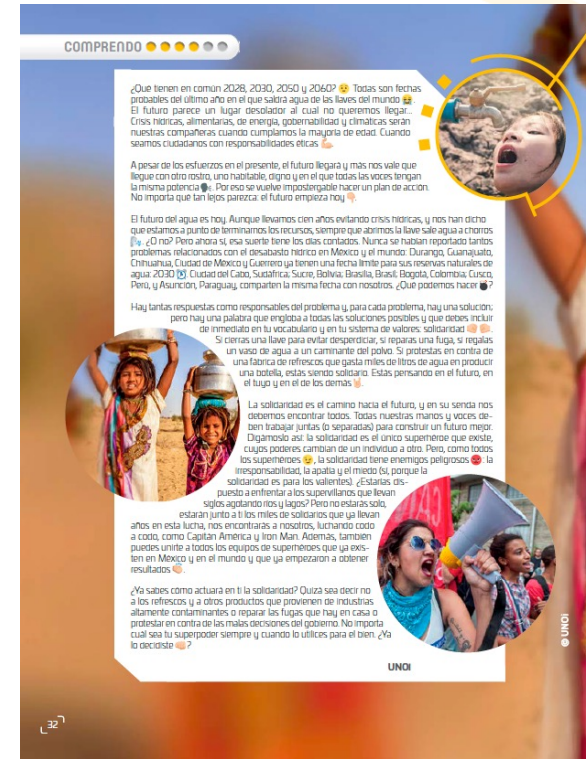 COMPRENDO
¿Qué tienen en común 2028, 2030, 2050 y 2060? 😟 Todas son fechas
probables del último año en el que saldrá agua de las llaves del mundo 😭.
El futuro parece un lugar desolador al cual no queremos llegar...
Crisis hídricas, alimentarias, de energía, gobernabilidad y climáticas serán
nuestras compañeras cuando cumplamos la mayoría de edad. Cuando
seamos ciudadanos con responsabilidades éticas 💪.
A pesar de los esfuerzos en el presente, el futuro llegará y más nos vale que
llegue con otro rostro, uno habitable, digno y en el que todas las voces tengan
la misma potencia 🗣. Por eso se vuelve impostergable hacer un plan de acción.
No importa qué tan lejos parezca: el futuro empieza hoy 👇.
El futuro del agua es hoy. Aunque llevamos cien años evitando crisis hídricas, y nos han dicho
que estamos a punto de terminarnos los recursos, siempre que abrimos la llave sale agua a chorros
. ¿O no? Pero ahora sí, esa suerte tiene los días contados. Nunca se habían reportado tantos
problemas relacionados con el desabasto hídrico en México y el mundo: Durango, Guanajuato,
Chihuahua, Ciudad de México y Guerrero ya tienen una fecha límite para sus reservas naturales de
agua: 2030 . Ciudad del Cabo, Sudáfrica; Sucre, Bolivia; Brasilia, Brasil; Bogotá, Colombia; Cusco,
Perú, y Asunción, Paraguay, comparten la misma fecha con nosotros. ¿Qué podemos hacer 💣?
Hay tantas respuestas como responsables del problema y, para cada problema, hay una solución;
pero hay una palabra que engloba a todas las soluciones posibles y que debes incluir
de inmediato en tu vocabulario y en tu sistema de valores: solidaridad 🤜🤛.
Si cierras una llave para evitar desperdiciar, si reparas una fuga, si regalas
un vaso de agua a un caminante del polvo. Si protestas en contra de
una fábrica de refrescos que gasta miles de litros de agua en producir
una botella, estás siendo solidario. Estás pensando en el futuro, en
el tuyo y en el de los demás 🤘.
La solidaridad es el camino hacia el futuro, y en su senda nos
debemos encontrar todos. Todas nuestras manos y voces de-
ben trabajar juntas (o separadas) para construir un futuro mejor.
Digámoslo así: la solidaridad es el único superhéroe que existe,
cuyos poderes cambian de un individuo a otro. Pero, como todos
los superhéroes 😉, la solidaridad tiene enemigos peligrosos 😡: la
irresponsabilidad, la apatía y el miedo (sí, porque la
solidaridad es para los valientes). ¿Estarías dis-
puesto a enfrentar a los supervillanos que llevan
siglos agotando ríos y lagos? Pero no estarás solo,
estarán junto a ti los miles de solidarios que ya llevan
años en esta lucha, nos encontrarás a nosotros, luchando codo
a codo, como Capitán América y Iron Man. Además, también
puedes unirte a todos los equipos de superhéroes que ya exis-
ten en México y en el mundo y que ya empezaron a obtener
resultados 👏.
¿Ya sabes cómo actuará en ti la solidaridad? Quizá sea decir no
a los refrescos y a otros productos que provienen de industrias
altamente contaminantes o reparar las fugas que hay en casa o
protestar en contra de las malas decisiones del gobierno. No importa
cuál sea tu superpoder siempre y cuando lo utilices para el bien. ¿Ya
lo decidiste 👊?
UNOi
© UNOi
32